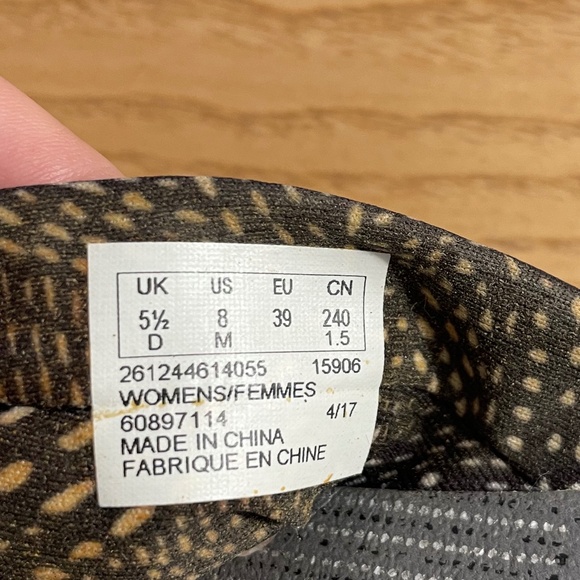 UK US EU CN
5½ 8 39 240
D M 1.5
261244614055 15906
WOMENS/FEMMES
60897114 4/17
MADE IN CHINA
FABRIQUE EN CHINE